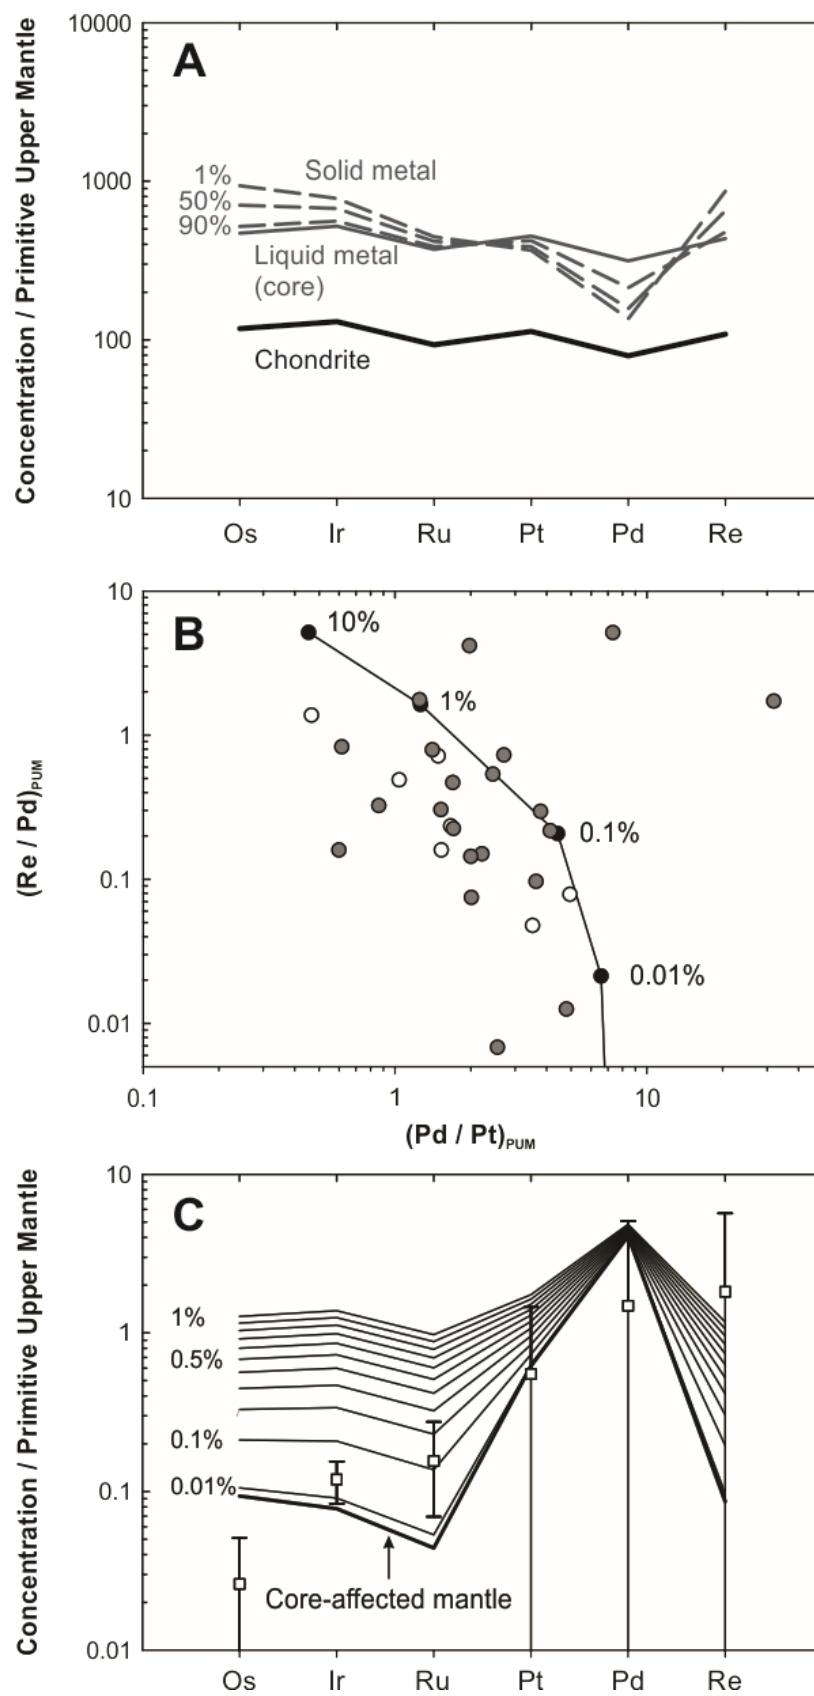 Concentration / Primitive Upper Mantle
10000
1000
100
10
A
1%
50%
90%
Solid metal
Liquid metal
(core)
Chondrite
Os Ir Ru Pt Pd Re
(Re / Pd)PUM
10
1
0.1
0.01
B
10%
1%
0.1%
0.01%
0.1 1 10
(Pd / Pt)PUM
Concentration / Primitive Upper Mantle
10
1
0.1
0.01
C
1%
0.5%
0.1%
0.01%
Core-affected mantle
Os Ir Ru Pt Pd Re